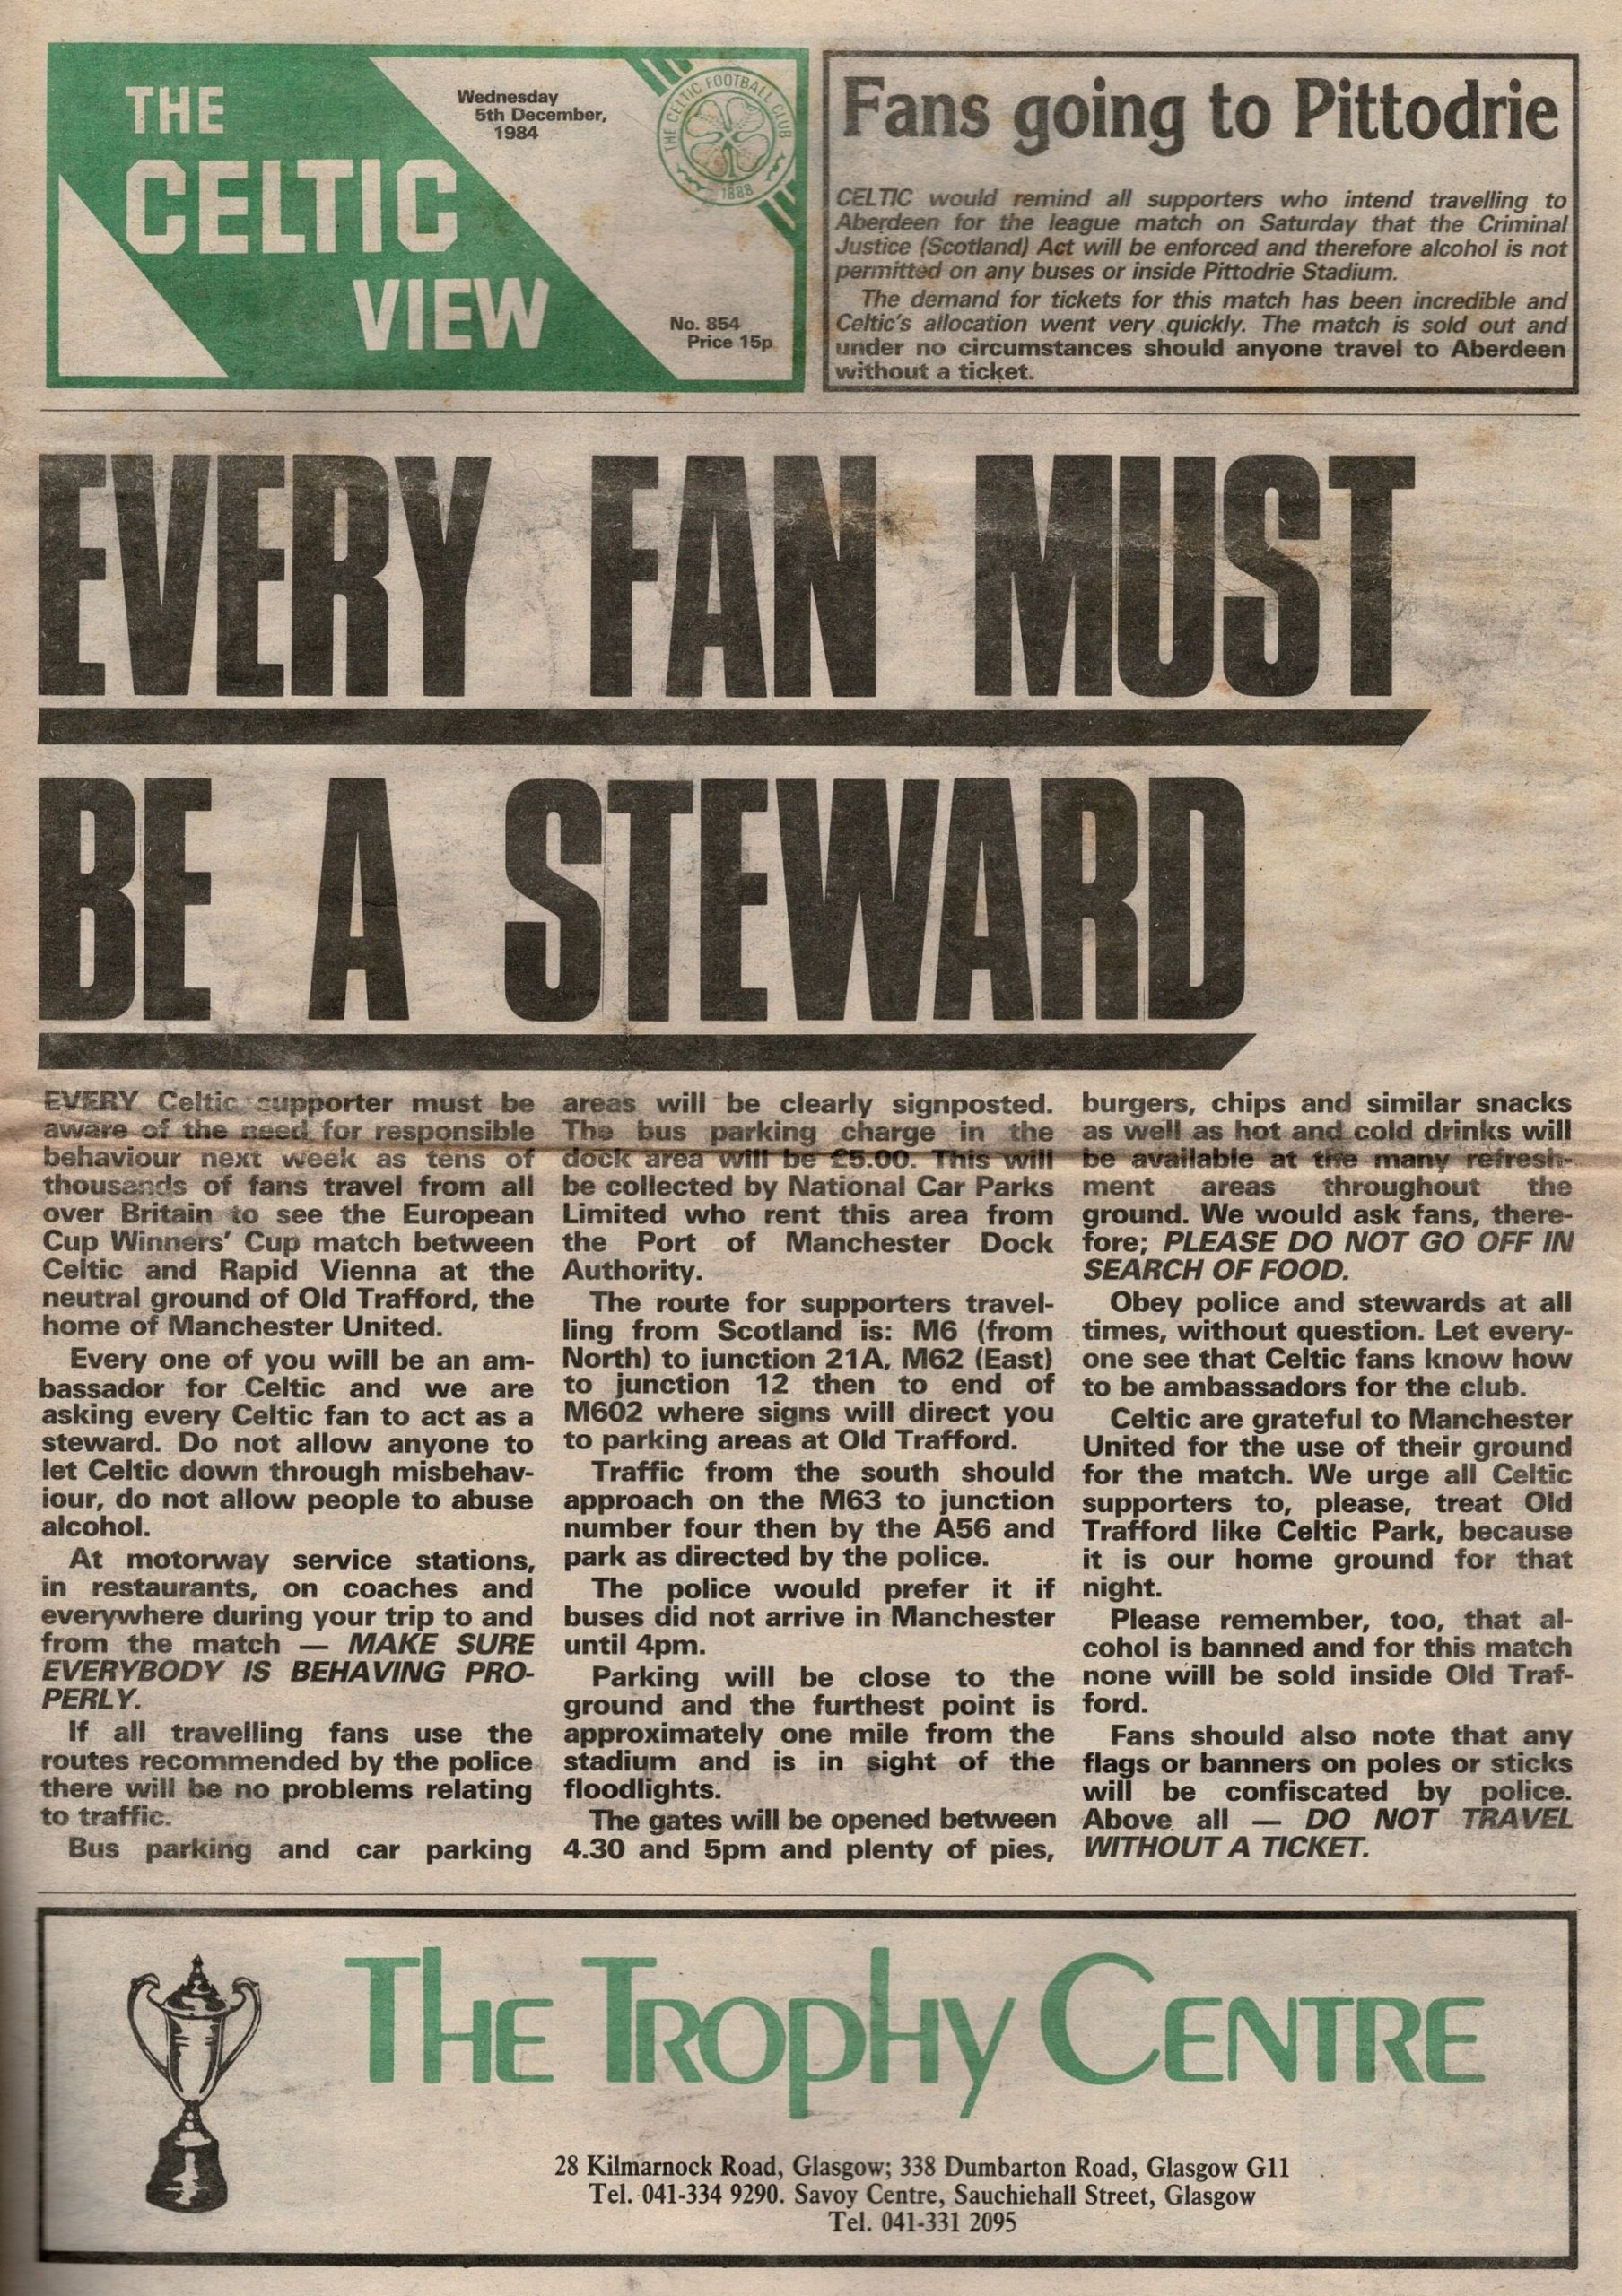 THE
CELTIC
VIEW
Wednesday
5th December,
1984
THE CELTIC FOOTBALL CLUB
1888
No. 854
Price 15p
Fans going to Pittodrie
CELTIC would remind all supporters who intend travelling to
Aberdeen for the league match on Saturday that the Criminal
Justice (Scotland) Act will be enforced and therefore alcohol is not
permitted on any buses or inside Pittodrie Stadium.
The demand for tickets for this match has been incredible and
Celtic's allocation went very quickly. The match is sold out and
under no circumstances should anyone travel to Aberdeen
without a ticket.
EVERY FAN MUST
BE A STEWARD
EVERY Celtic supporter must be
aware of the need for responsible
behaviour next week as tens of
thousands of fans travel from all
over Britain to see the European
Cup Winners' Cup match between
Celtic and Rapid Vienna at the
neutral ground of Old Trafford, the
home of Manchester United.
Every one of you will be an am-
bassador for Celtic and we are
asking every Celtic fan to act as a
steward. Do not allow anyone to
let Celtic down through misbehav-
iour, do not allow people to abuse
alcohol.
At motorway service stations,
in restaurants, on coaches and
everywhere during your trip to and
from the match — MAKE SURE
EVERYBODY IS BEHAVING PRO-
PERLY.
If all travelling fans use the
routes recommended by the police
there will be no problems relating
to traffic.
Bus parking and car parking
areas will be clearly signposted.
The bus parking charge in the
dock area will be £5.00. This will
be collected by National Car Parks
Limited who rent this area from
the Port of Manchester Dock
Authority.
The route for supporters travel-
ling from Scotland is: M6 (from
North) to junction 21A, M62 (East)
to junction 12 then to end of
M602 where signs will direct you
to parking areas at Old Trafford.
Traffic from the south should
approach on the M63 to junction
number four then by the A56 and
park as directed by the police.
The police would prefer it if
buses did not arrive in Manchester
until 4pm.
Parking will be close to the
ground and the furthest point is
approximately one mile from the
stadium and is in sight of the
floodlights.
The gates will be opened between
4.30 and 5pm and plenty of pies,
burgers, chips and similar snacks
as well as hot and cold drinks will
be available at the many refresh-
ment areas throughout the
ground. We would ask fans, there-
fore; PLEASE DO NOT GO OFF IN
SEARCH OF FOOD.
Obey police and stewards at all
times, without question. Let every-
one see that Celtic fans know how
to be ambassadors for the club.
Celtic are grateful to Manchester
United for the use of their ground
for the match. We urge all Celtic
supporters to, please, treat Old
Trafford like Celtic Park, because
it is our home ground for that
night.
Please remember, too, that al-
cohol is banned and for this match
none will be sold inside Old Traf-
ford.
Fans should also note that any
flags or banners on poles or sticks
will be confiscated by police.
Above all — DO NOT TRAVEL
WITHOUT A TICKET.
THE TROPHY CENTRE
28 Kilmarnock Road, Glasgow; 338 Dumbarton Road, Glasgow G11
Tel. 041-334 9290. Savoy Centre, Sauchiehall Street, Glasgow
Tel. 041-331 2095